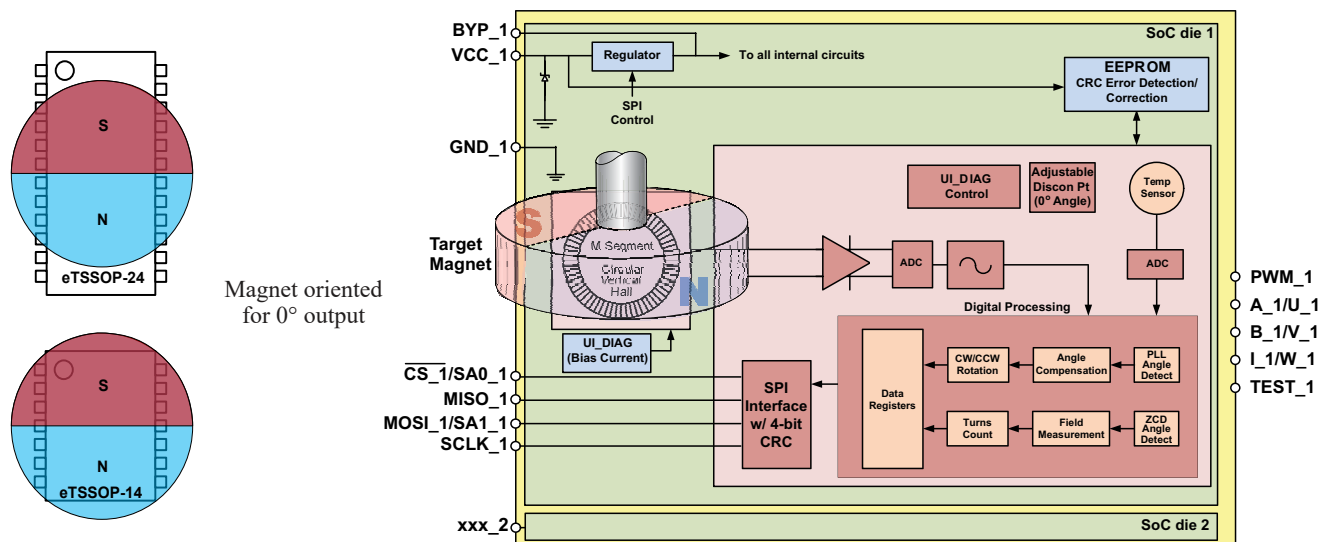 S
N
eTSSOP-24
Magnet oriented
for 0° output
S
N
eTSSOP-14
BYP_1
VCC_1
GND_1
Target
Magnet
CS_1/SA0_1
MISO_1
MOSI_1/SA1_1
SCLK_1
xxx_2
SoC die 1
Regulator
To all internal circuits
SPI
Control
EEPROM
CRC Error Detection/
Correction
UI_DIAG
Control
Adjustable
Discon Pt
(0° Angle)
Temp
Sensor
S
M Segment
Circular
Vertical
Hall
N
ADC
ADC
UI_DIAG
(Bias Current)
Digital Processing
SPI
Interface
w/ 4-bit
CRC
Data
Registers
CW/CCW
Rotation
Angle
Compensation
PLL
Angle
Detect
Turns
Count
Field
Measurement
ZCD
Angle
Detect
PWM_1
A_1/U_1
B_1/V_1
I_1/W_1
TEST_1
SoC die 2